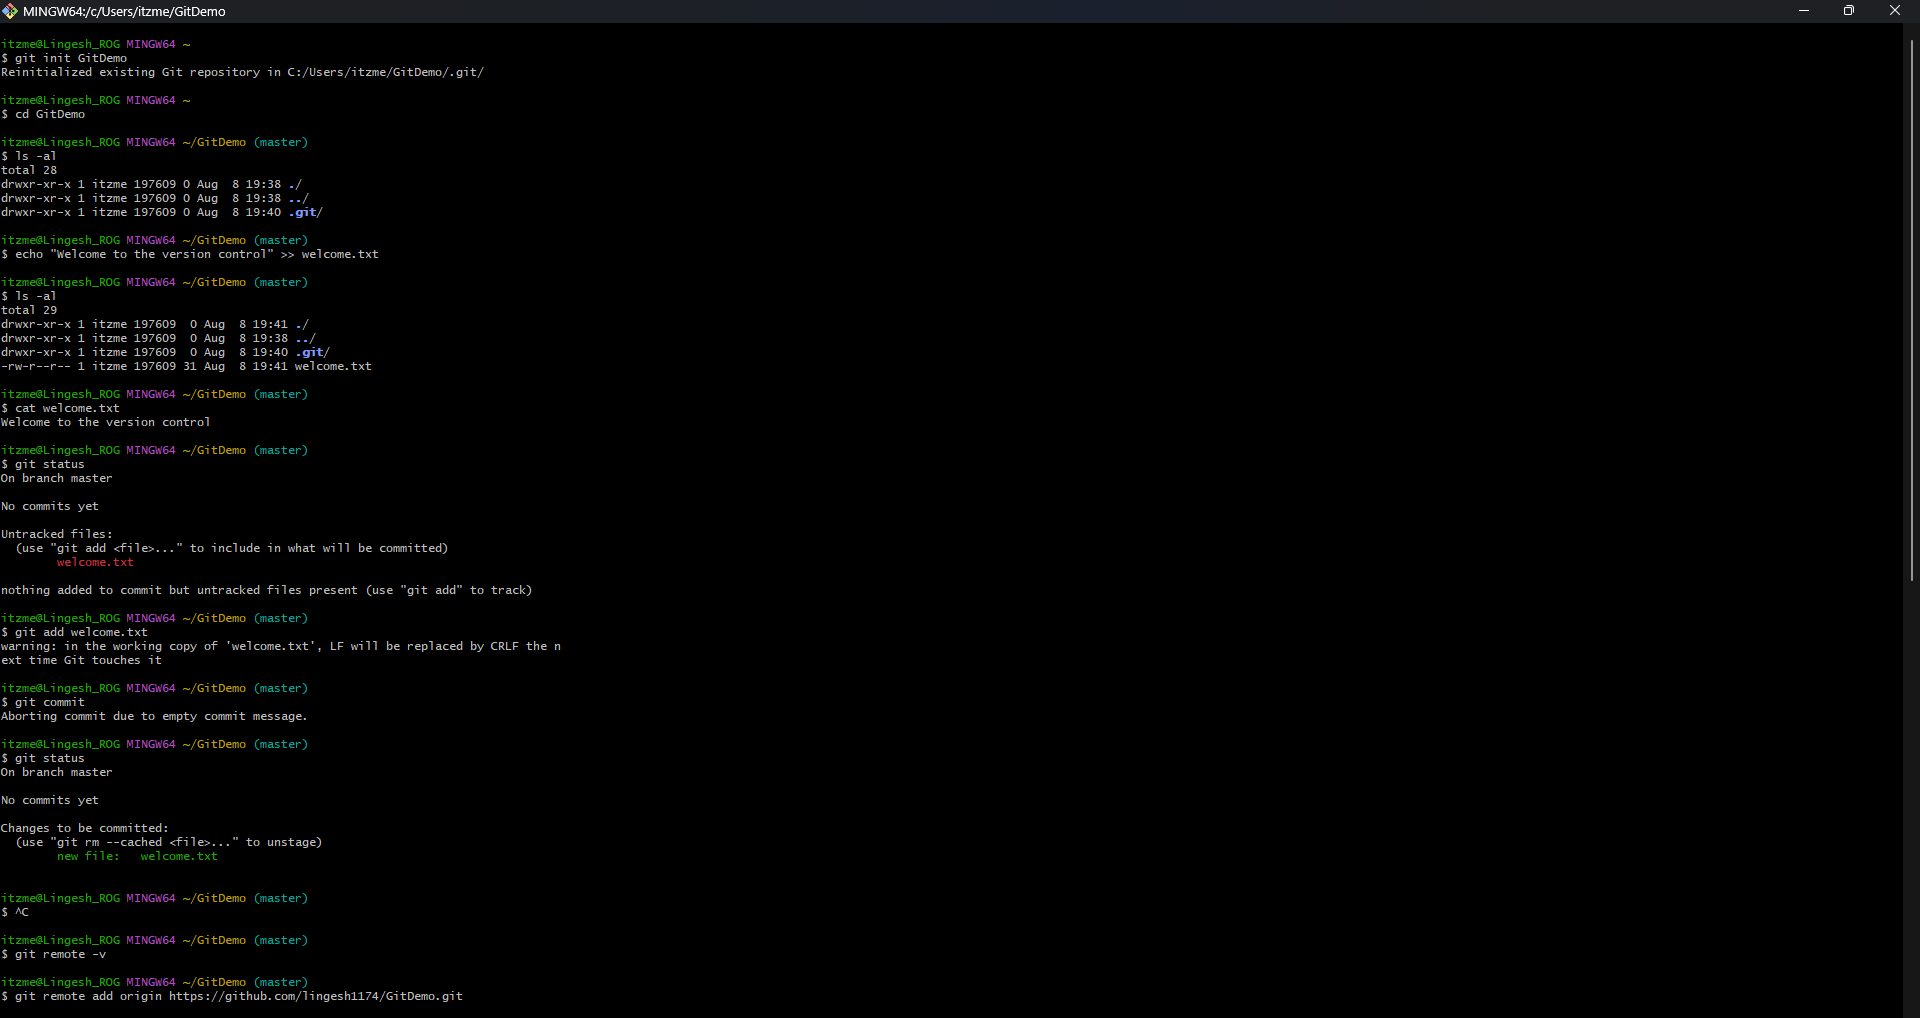 MINGW64:/c/Users/itzme/GitDemo
itzme@Lingesh_ROG MINGW64 ~
$ git init GitDemo
Reinitialized existing Git repository in C:/Users/itzme/GitDemo/.git/
itzme@Lingesh_ROG MINGW64 ~
$ cd GitDemo
itzme@Lingesh_ROG MINGW64 ~/GitDemo (master)
$ ls -al
total 28
drwxr-xr-x 1 itzme 197609 0 Aug  8 19:38 ./
drwxr-xr-x 1 itzme 197609 0 Aug  8 19:38 ../
drwxr-xr-x 1 itzme 197609 0 Aug  8 19:40 .git/
itzme@Lingesh_ROG MINGW64 ~/GitDemo (master)
$ echo "Welcome to the version control" >> welcome.txt
itzme@Lingesh_ROG MINGW64 ~/GitDemo (master)
$ ls -al
total 29
drwxr-xr-x 1 itzme 197609  0 Aug  8 19:41 ./
drwxr-xr-x 1 itzme 197609  0 Aug  8 19:38 ../
drwxr-xr-x 1 itzme 197609  0 Aug  8 19:40 .git/
-rw-r--r-- 1 itzme 197609 31 Aug  8 19:41 welcome.txt
itzme@Lingesh_ROG MINGW64 ~/GitDemo (master)
$ cat welcome.txt
Welcome to the version control
itzme@Lingesh_ROG MINGW64 ~/GitDemo (master)
$ git status
On branch master
No commits yet
Untracked files:
  (use "git add <file>..." to include in what will be committed)
        welcome.txt
nothing added to commit but untracked files present (use "git add" to track)
itzme@Lingesh_ROG MINGW64 ~/GitDemo (master)
$ git add welcome.txt
warning: in the working copy of 'welcome.txt', LF will be replaced by CRLF the n
ext time Git touches it
itzme@Lingesh_ROG MINGW64 ~/GitDemo (master)
$ git commit
Aborting commit due to empty commit message.
itzme@Lingesh_ROG MINGW64 ~/GitDemo (master)
$ git status
On branch master
No commits yet
Changes to be committed:
  (use "git rm --cached <file>..." to unstage)
        new file:   welcome.txt
itzme@Lingesh_ROG MINGW64 ~/GitDemo (master)
$ ^C
itzme@Lingesh_ROG MINGW64 ~/GitDemo (master)
$ git remote -v
itzme@Lingesh_ROG MINGW64 ~/GitDemo (master)
$ git remote add origin https://github.com/lingesh1174/GitDemo.git